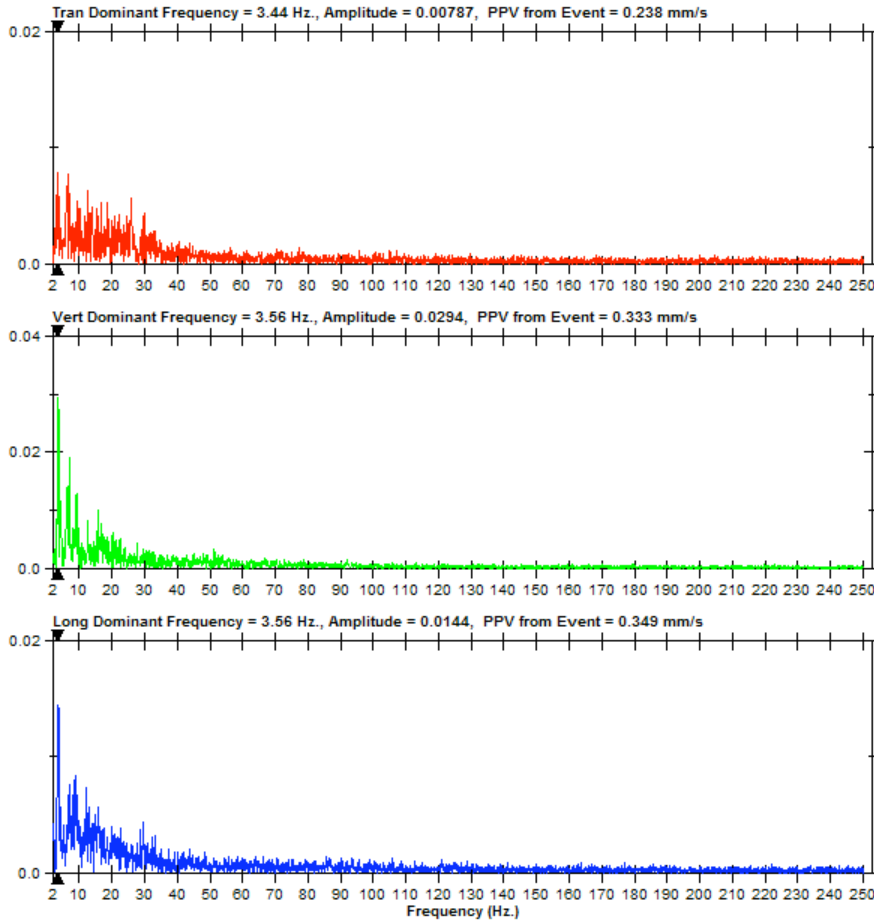 Tran Dominant Frequency = 3.44 Hz., Amplitude = 0.00787, PPV from Event = 0.238 mm/s
0.02
0.0
2 10 20 30 40 50 60 70 80 90 100 110 120 130 140 150 160 170 180 190 200 210 220 230 240 250
Vert Dominant Frequency = 3.56 Hz., Amplitude = 0.0294, PPV from Event = 0.333 mm/s
0.04
0.02
0.0
2 10 20 30 40 50 60 70 80 90 100 110 120 130 140 150 160 170 180 190 200 210 220 230 240 250
Long Dominant Frequency = 3.56 Hz., Amplitude = 0.0144, PPV from Event = 0.349 mm/s
0.02
0.0
2 10 20 30 40 50 60 70 80 90 100 110 120 130 140 150 160 170 180 190 200 210 220 230 240 250
Frequency (Hz.)